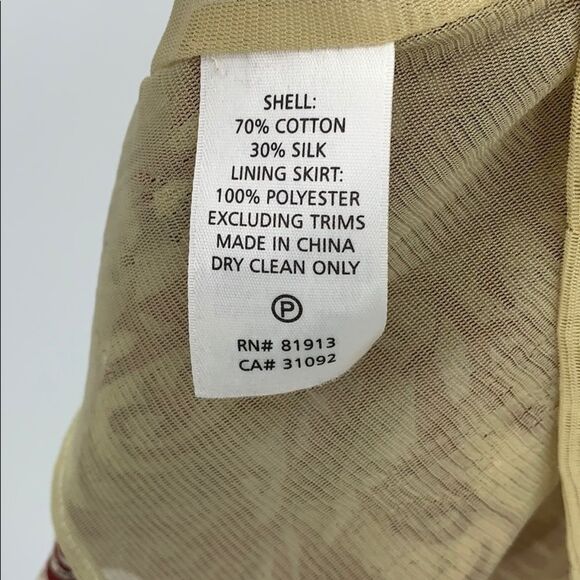 SHELL:
70% COTTON
30% SILK
LINING SKIRT:
100% POLYESTER
EXCLUDING TRIMS
MADE IN CHINA
DRY CLEAN ONLY
P
RN# 81913
CA# 31092